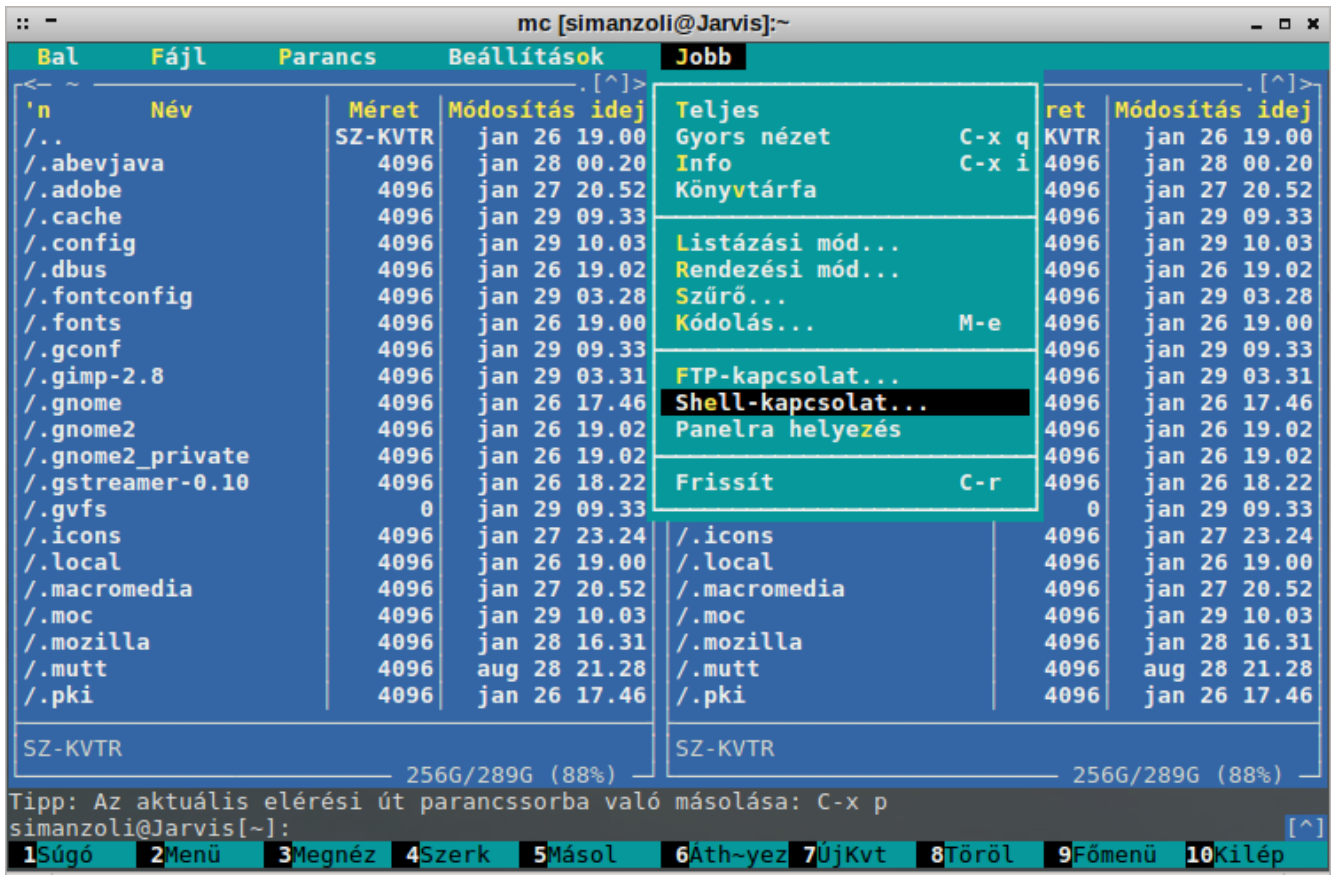 mc [simanzoli@Jarvis]:~
Bal Fájl Parancs Beállítások Jobb
<— ~ .[^]> .[^]>
'n Név Méret Módosítás idej Teljes ret Módosítás idej
/.. SZ-KVTR jan 26 19.00 Gyors nézet C-x q KVTR jan 26 19.00
/.abevjava 4096 jan 28 00.20 Info C-x i 4096 jan 28 00.20
/.adobe 4096 jan 27 20.52 Könyvtárfa 4096 jan 27 20.52
/.cache 4096 jan 29 09.33 4096 jan 29 09.33
/.config 4096 jan 29 10.03 Listázási mód... 4096 jan 29 10.03
/.dbus 4096 jan 26 19.02 Rendezési mód... 4096 jan 26 19.02
/.fontconfig 4096 jan 29 03.28 Szűrő... 4096 jan 29 03.28
/.fonts 4096 jan 26 19.00 Kódolás... M-e 4096 jan 26 19.00
/.gconf 4096 jan 29 09.33 4096 jan 29 09.33
/.gimp-2.8 4096 jan 29 03.31 FTP-kapcsolat... 4096 jan 29 03.31
/.gnome 4096 jan 26 17.46 Shell-kapcsolat... 4096 jan 26 17.46
/.gnome2 4096 jan 26 19.02 Panelra helyezés 4096 jan 26 19.02
/.gnome2_private 4096 jan 26 19.02 4096 jan 26 19.02
/.gstreamer-0.10 4096 jan 26 18.22 Frissít C-r 4096 jan 26 18.22
/.gvfs 0 jan 29 09.33 0 jan 29 09.33
/.icons 4096 jan 27 23.24 /.icons 4096 jan 27 23.24
/.local 4096 jan 26 19.00 /.local 4096 jan 26 19.00
/.macromedia 4096 jan 27 20.52 /.macromedia 4096 jan 27 20.52
/.moc 4096 jan 29 10.03 /.moc 4096 jan 29 10.03
/.mozilla 4096 jan 28 16.31 /.mozilla 4096 jan 28 16.31
/.mutt 4096 aug 28 21.28 /.mutt 4096 aug 28 21.28
/.pki 4096 jan 26 17.46 /.pki 4096 jan 26 17.46
SZ-KVTR SZ-KVTR
256G/289G (88%) 256G/289G (88%)
Tipp: Az aktuális elérési út parancssorba való másolása: C-x p
simanzoli@Jarvis[~]: [^]
1Súgó 2Menü 3Megnéz 4Szerk 5Másol 6Áth~yez 7ÚjKvt 8Töröl 9Főmenü 10Kilép